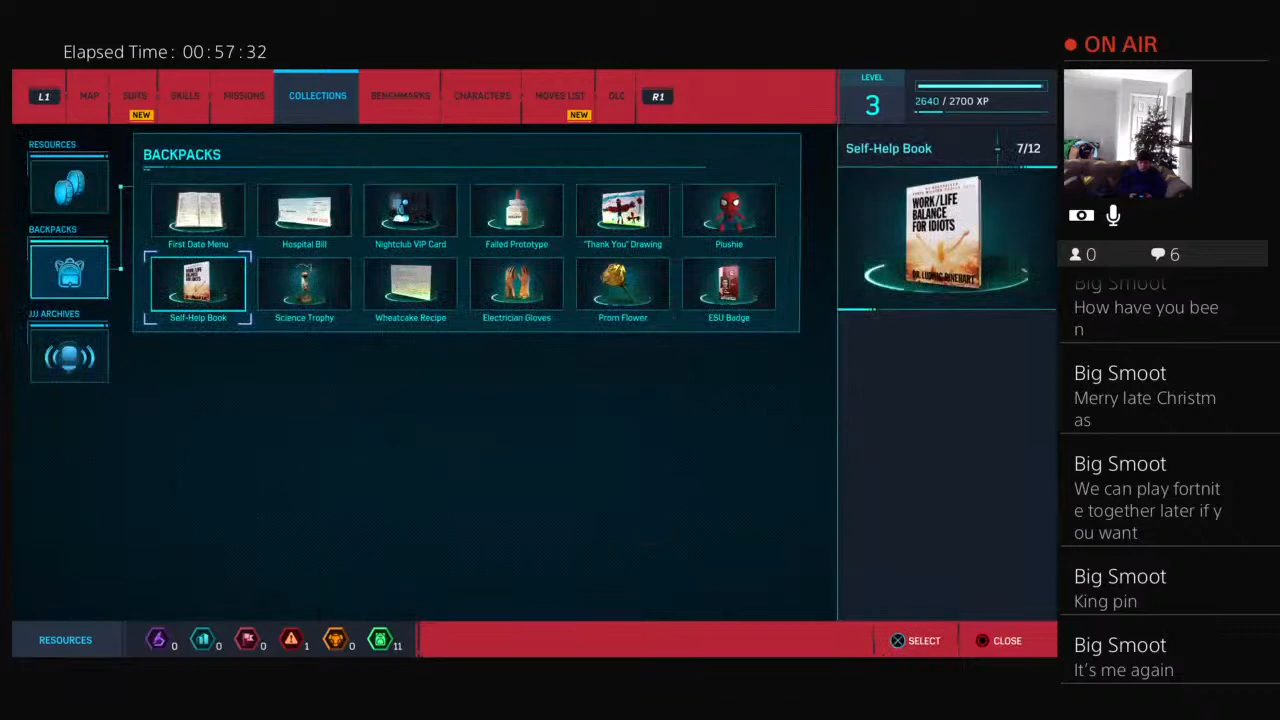 Elapsed Time: 00:57:32
ON AIR
L1 MAP SUITS SKILLS MISSIONS COLLECTIONS BENCHMARKS CHARACTERS MOVES LIST DLC R1
NEW NEW
LEVEL
3
2640 / 2700 XP
RESOURCES
BACKPACKS
JJJ ARCHIVES
BACKPACKS
First Date Menu Hospital Bill Nightclub VIP Card Failed Prototype "Thank You" Drawing Plushie
Self-Help Book Science Trophy Wheatcake Recipe Electrician Gloves Prom Flower ESU Badge
Self-Help Book 7/12
WORK/LIFE
BALANCE
FOR IDIOTS
DR. LUDWIG RINEHART
0 6
Big Smoot
How have you bee
n
Big Smoot
Merry late Christm
as
Big Smoot
We can play fortnit
e together later if y
ou want
Big Smoot
King pin
Big Smoot
It's me again
RESOURCES 0 0 0 1 0 11
SELECT CLOSE